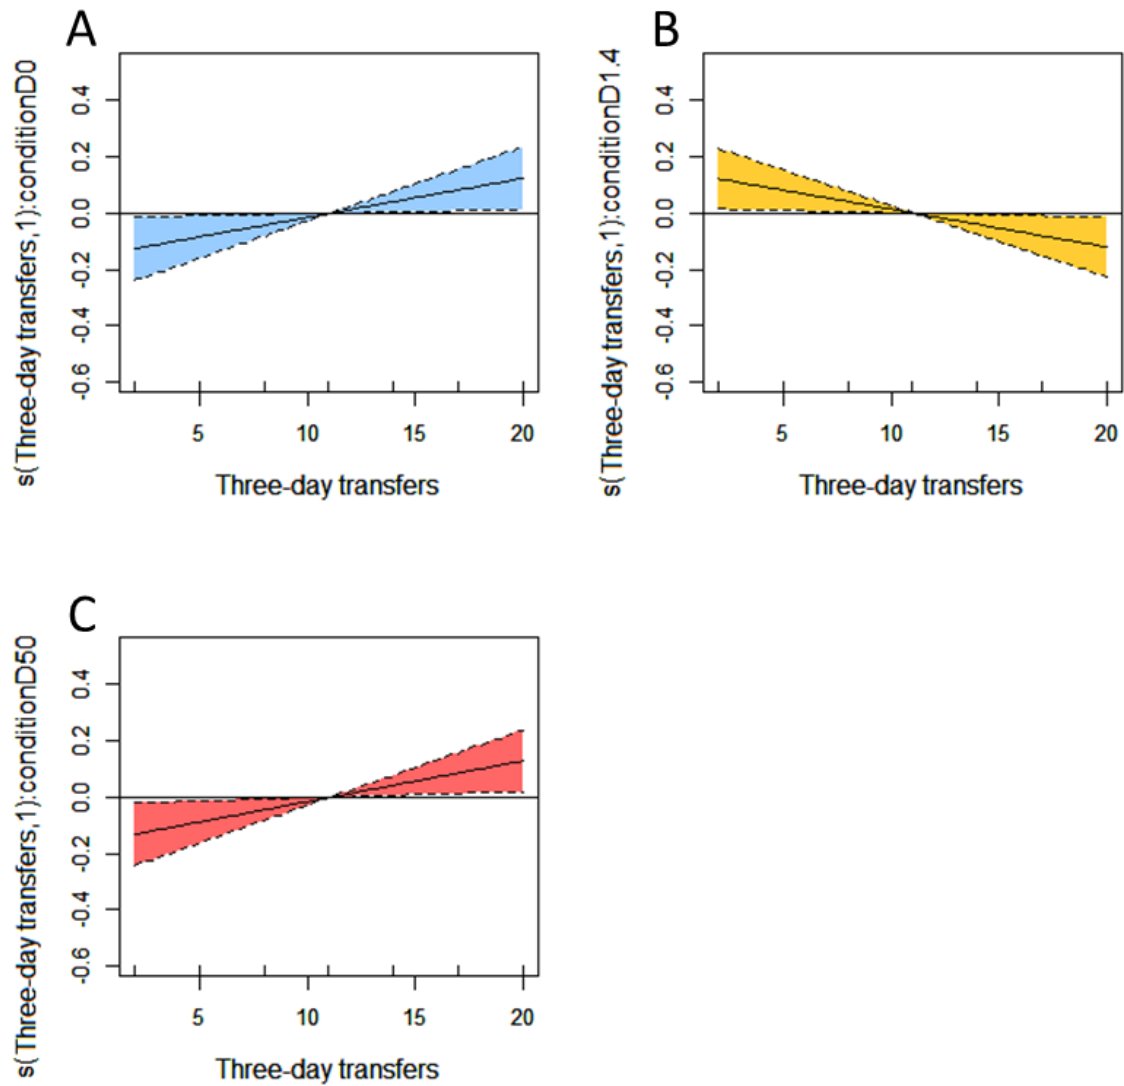 A
s(Three-day transfers,1):conditionD0
0.4
0.2
0.0
-0.2
-0.4
-0.6
5 10 15 20
Three-day transfers
B
s(Three-day transfers,1):conditionD1.4
0.4
0.2
0.0
-0.2
-0.4
-0.6
5 10 15 20
Three-day transfers
C
s(Three-day transfers,1):conditionD50
0.4
0.2
0.0
-0.2
-0.4
-0.6
5 10 15 20
Three-day transfers